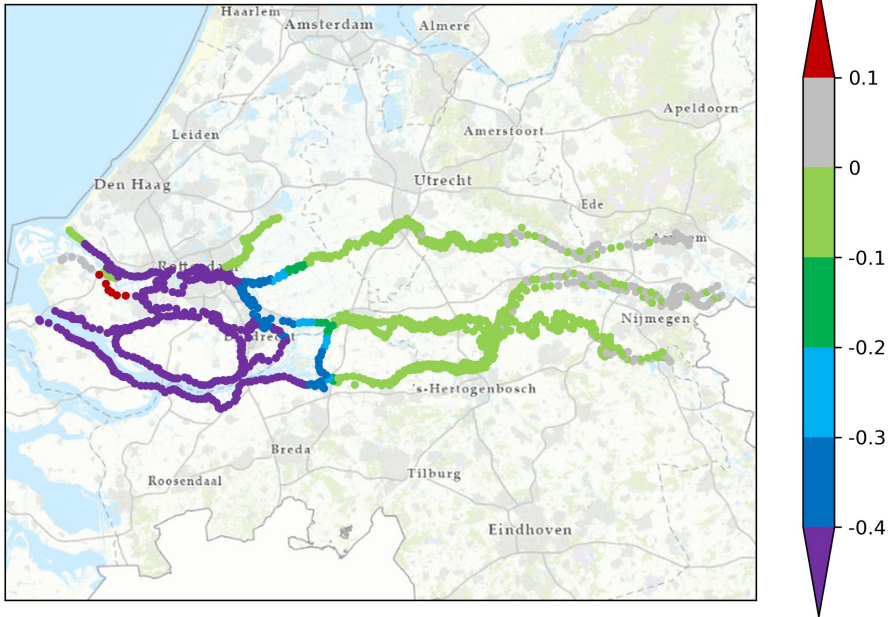 Haarlem
Amsterdam
Almere
Apeldoorn
Leiden
Amersfoort
Den Haag
Utrecht
Ede
Nijmegen
's-Hertogenbosch
Breda
Tilburg
Roosendaal
Eindhoven
0.1
0
-0.1
-0.2
-0.3
-0.4